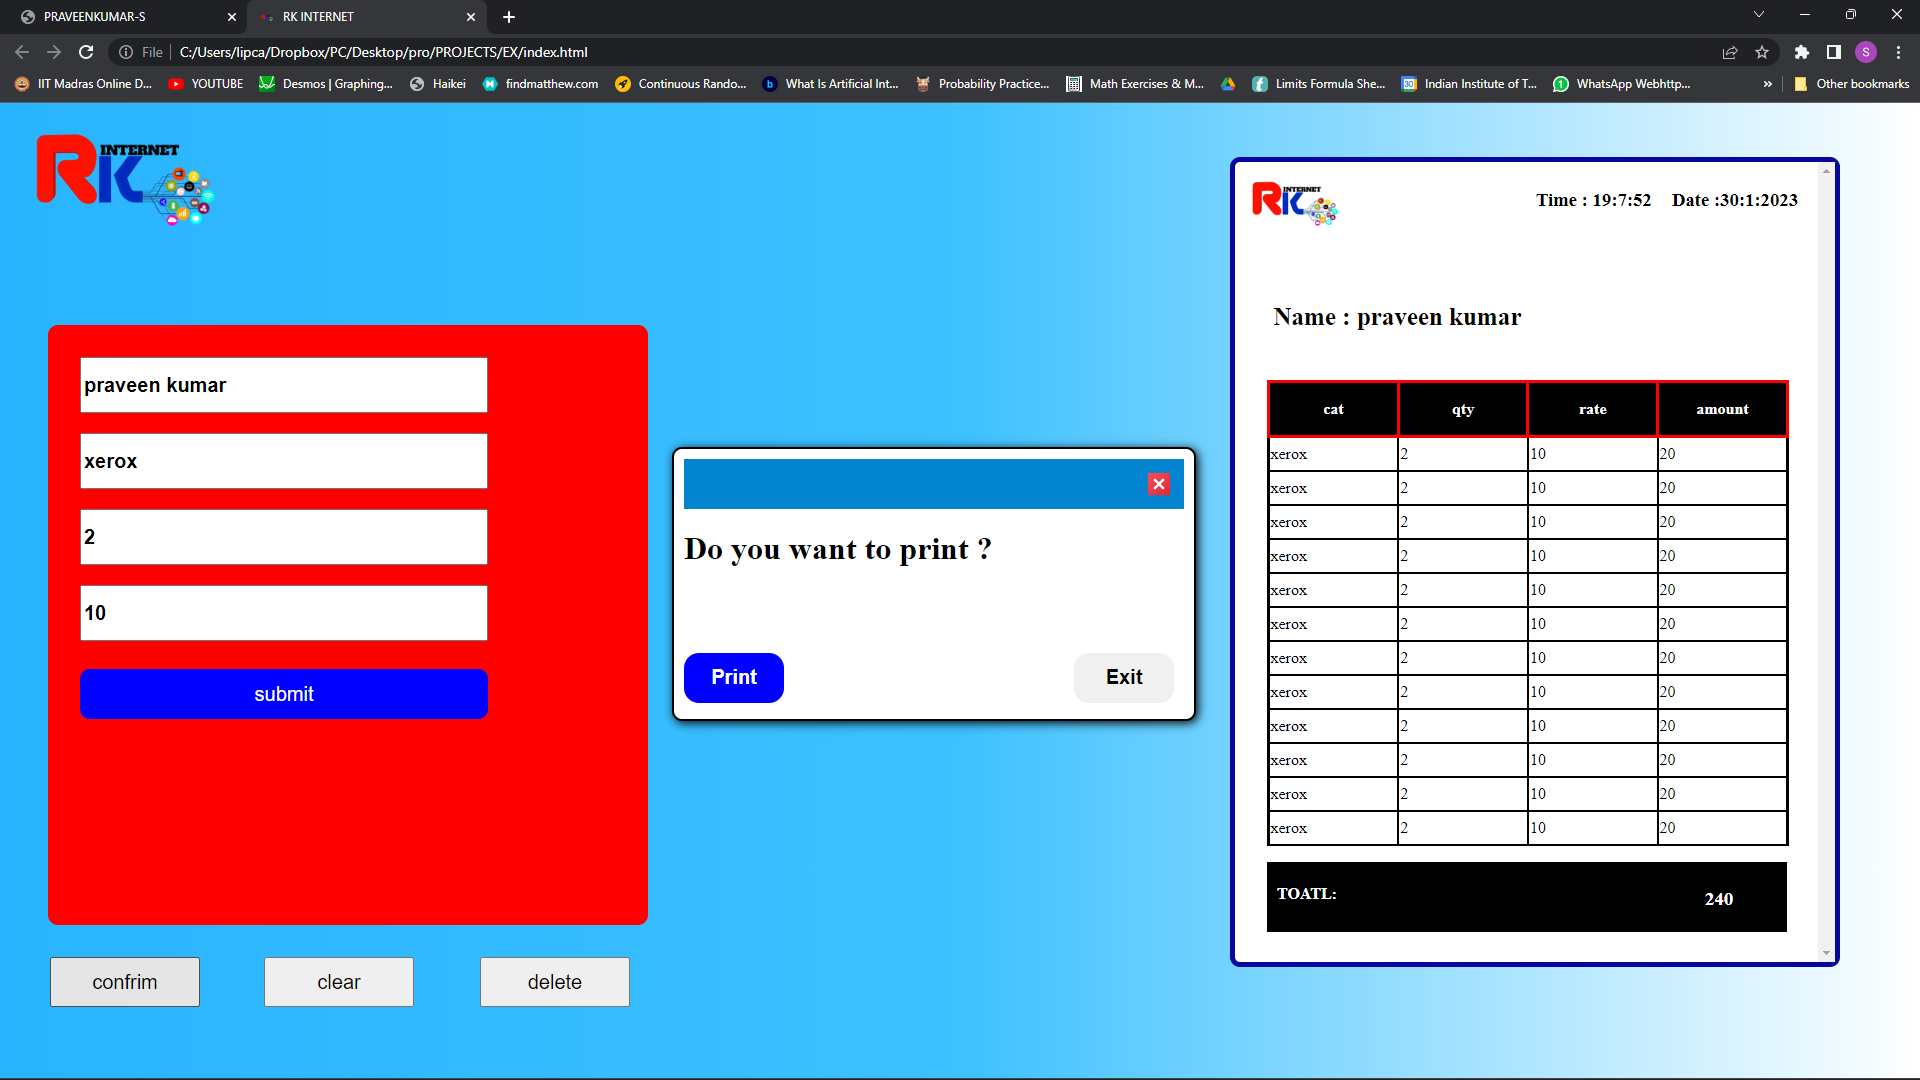 PRAVEENKUMAR-S
RK INTERNET
File
C:/Users/lipca/Dropbox/PC/Desktop/pro/PROJECTS/EX/index.html
S
IIT Madras Online D...
YOUTUBE
Desmos | Graphing...
Haikei
findmatthew.com
Continuous Rando...
What Is Artificial Int...
Probability Practice...
Math Exercises & M...
Limits Formula She...
Indian Institute of T...
WhatsApp Webhttp...
»
Other bookmarks
RK INTERNET
praveen kumar
xerox
2
10
submit
confrim
clear
delete
Do you want to print ?
Print
Exit
RK INTERNET
Time : 19:7:52
Date :30:1:2023
Name : praveen kumar
cat qty rate amount
xerox 2 10 20
xerox 2 10 20
xerox 2 10 20
xerox 2 10 20
xerox 2 10 20
xerox 2 10 20
xerox 2 10 20
xerox 2 10 20
xerox 2 10 20
xerox 2 10 20
xerox 2 10 20
xerox 2 10 20
TOATL: 240